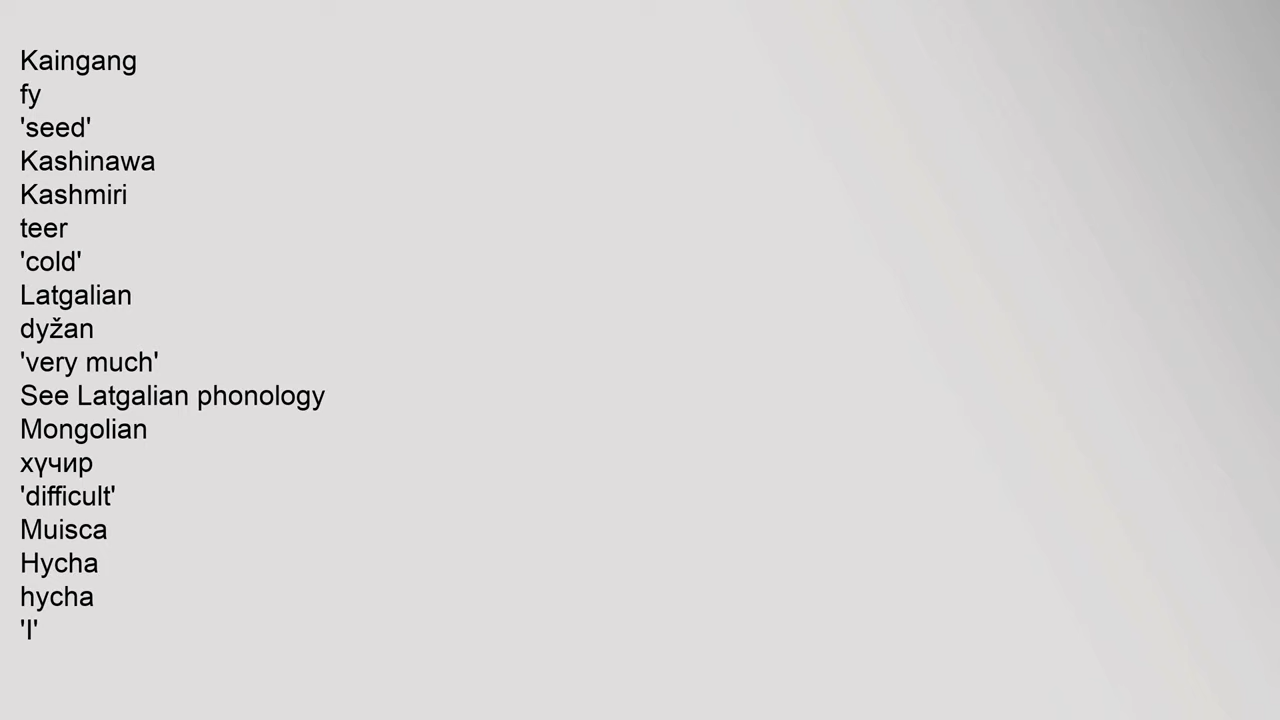 Kaingang
fy
'seed'
Kashinawa
Kashmiri
teer
'cold'
Latgalian
dyžan
'very much'
See Latgalian phonology
Mongolian
хүчир
'difficult'
Muisca
Hycha
hycha
'I'